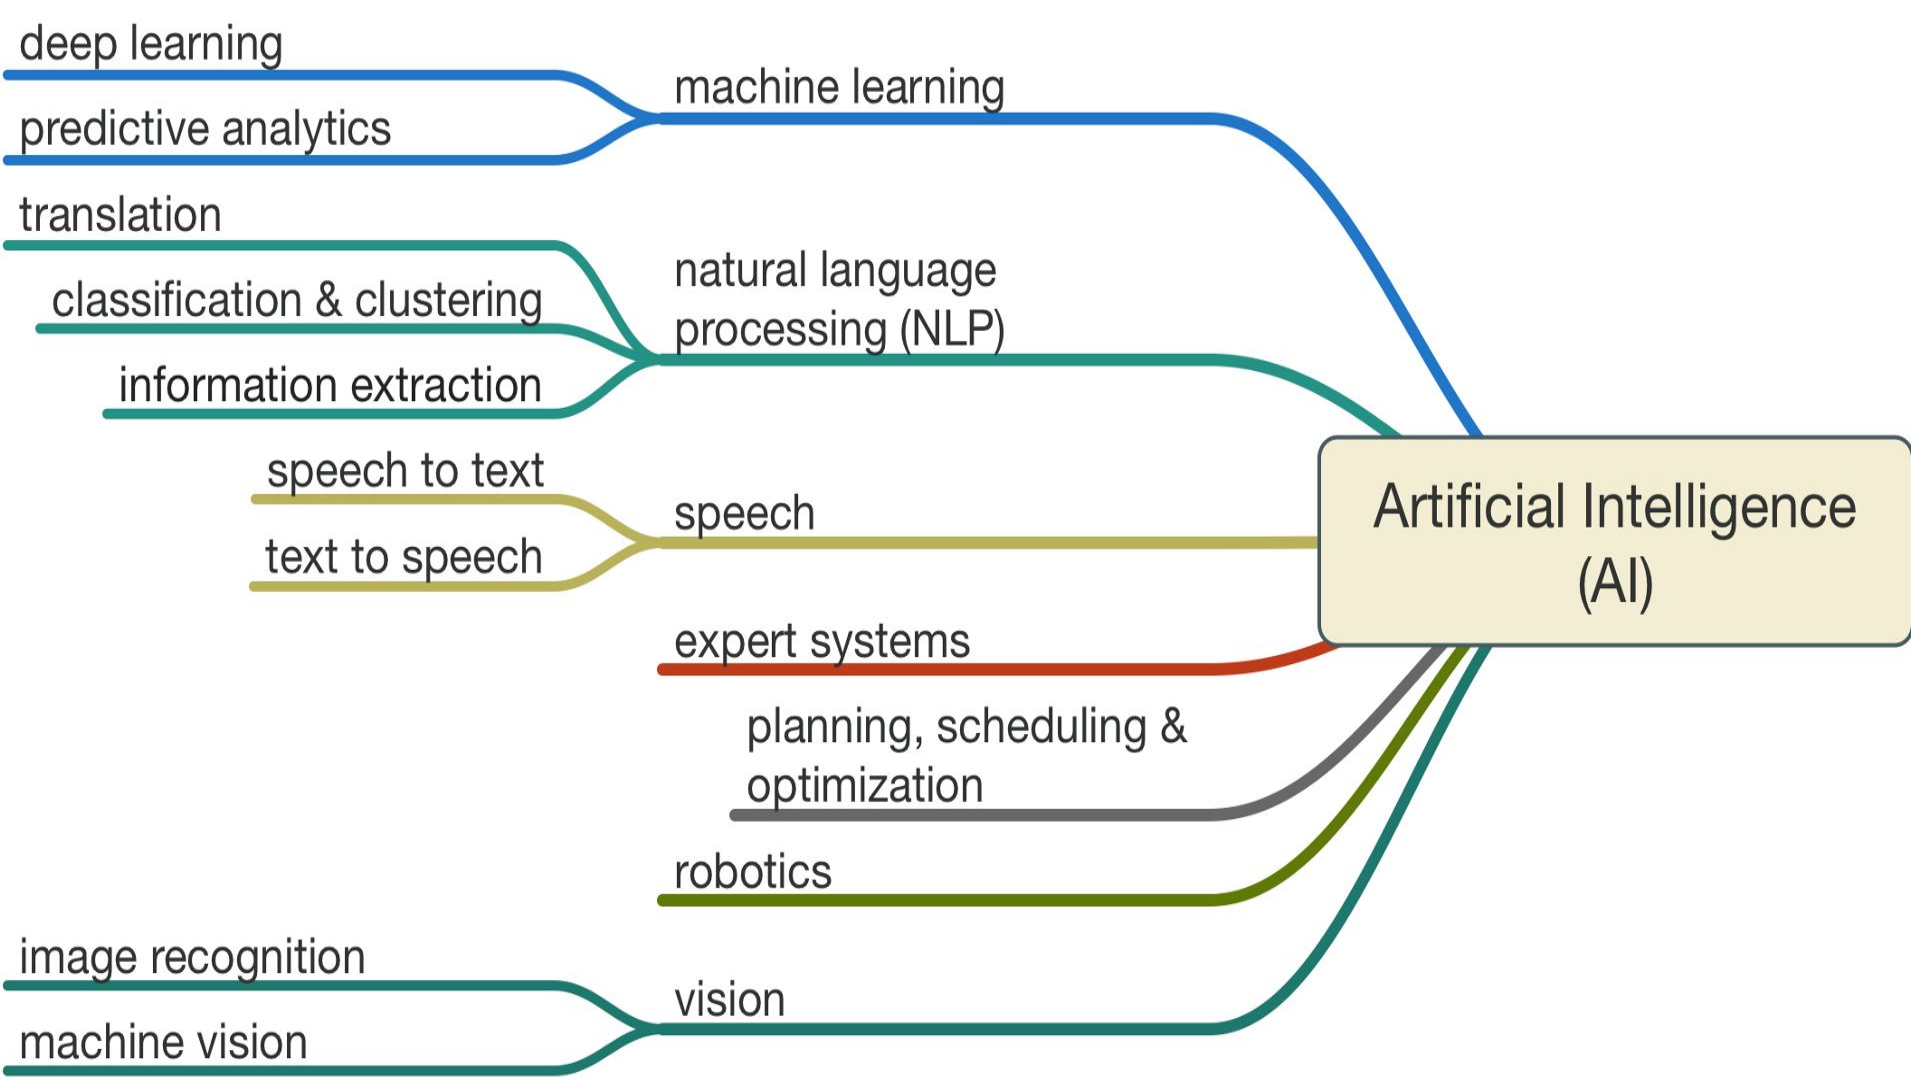 deep learning
machine learning
predictive analytics
translation
natural language
processing (NLP)
classification & clustering
information extraction
speech to text
speech
text to speech
Artificial Intelligence
(AI)
expert systems
planning, scheduling &
optimization
robotics
image recognition
vision
machine vision